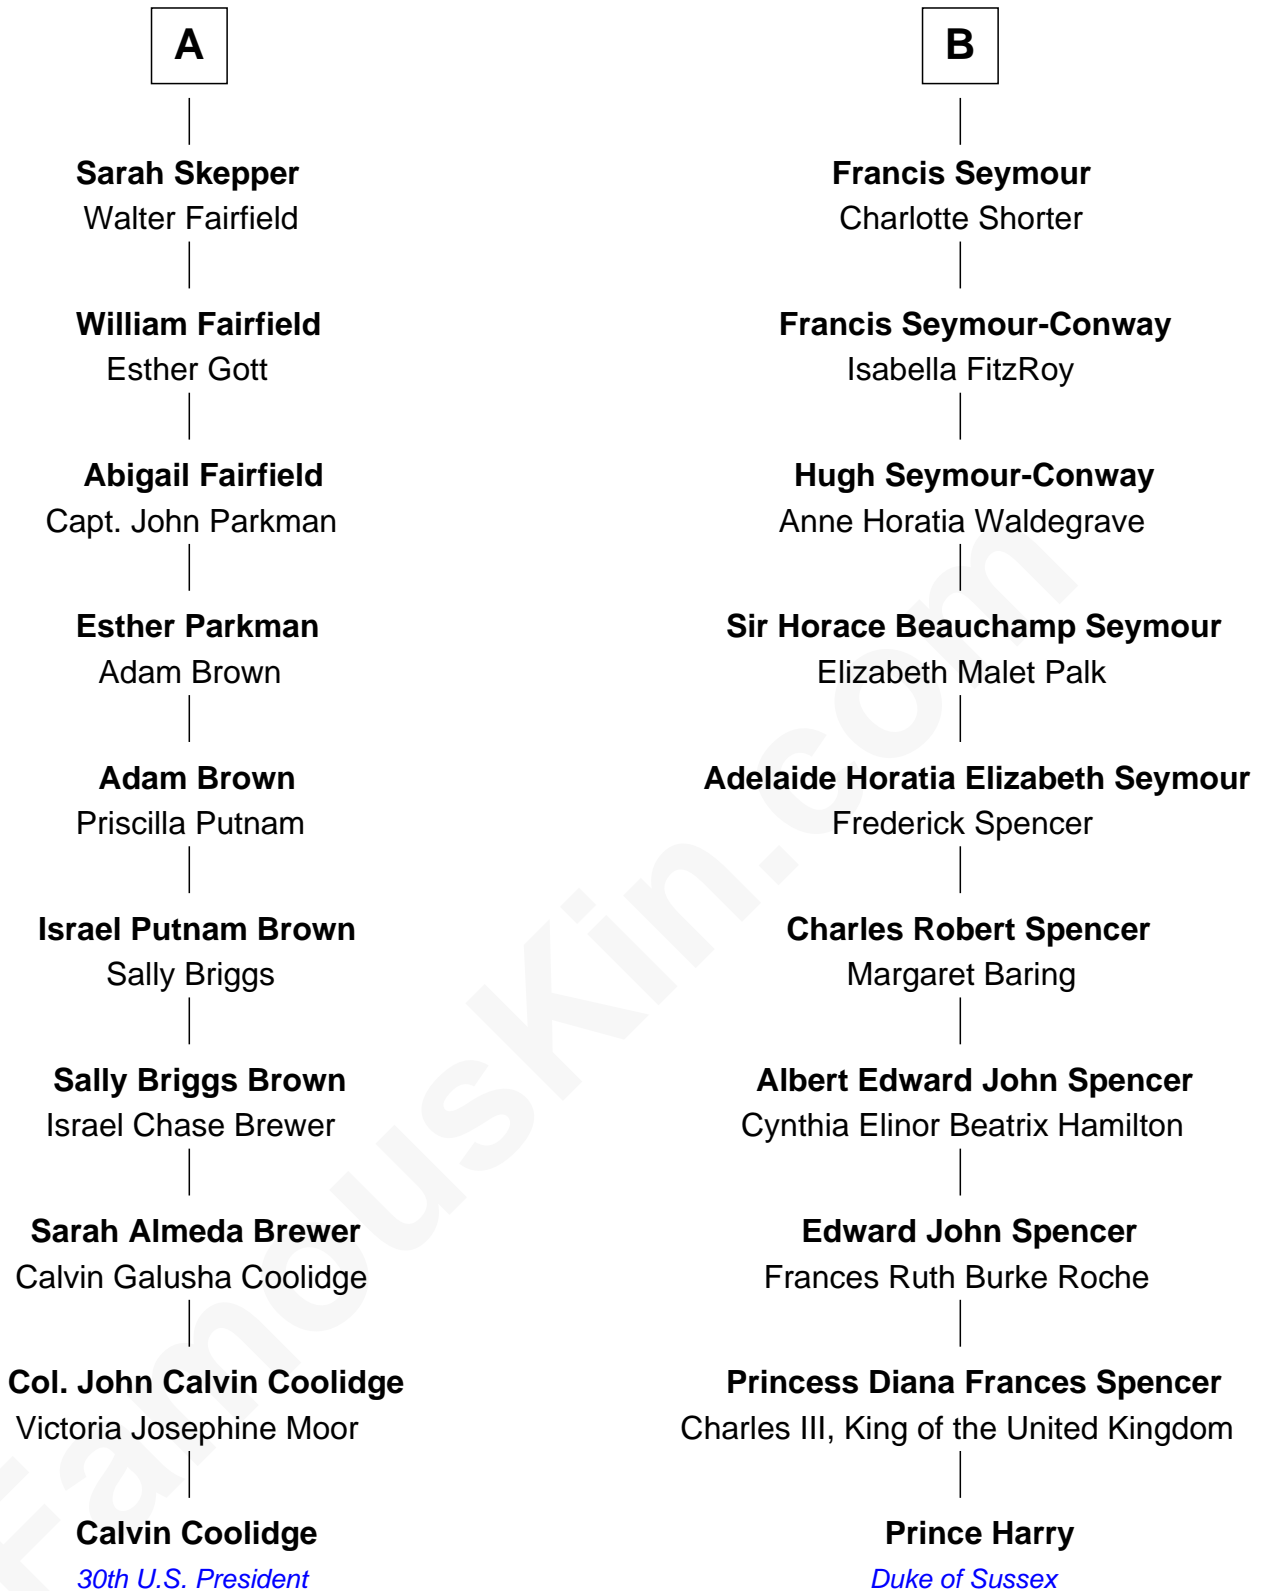 A
Sarah Skepper
Walter Fairfield
William Fairfield
Esther Gott
Abigail Fairfield
Capt. John Parkman
Esther Parkman
Adam Brown
Adam Brown
Priscilla Putnam
Israel Putnam Brown
Sally Briggs
Sally Briggs Brown
Israel Chase Brewer
Sarah Almeda Brewer
Calvin Galusha Coolidge
Col. John Calvin Coolidge
Victoria Josephine Moor
Calvin Coolidge
30th U.S. President
B
Francis Seymour
Charlotte Shorter
Francis Seymour-Conway
Isabella FitzRoy
Hugh Seymour-Conway
Anne Horatia Waldegrave
Sir Horace Beauchamp Seymour
Elizabeth Malet Palk
Adelaide Horatia Elizabeth Seymour
Frederick Spencer
Charles Robert Spencer
Margaret Baring
Albert Edward John Spencer
Cynthia Elinor Beatrix Hamilton
Edward John Spencer
Frances Ruth Burke Roche
Princess Diana Frances Spencer
Charles III, King of the United Kingdom
Prince Harry
Duke of Sussex
FamousKin.com